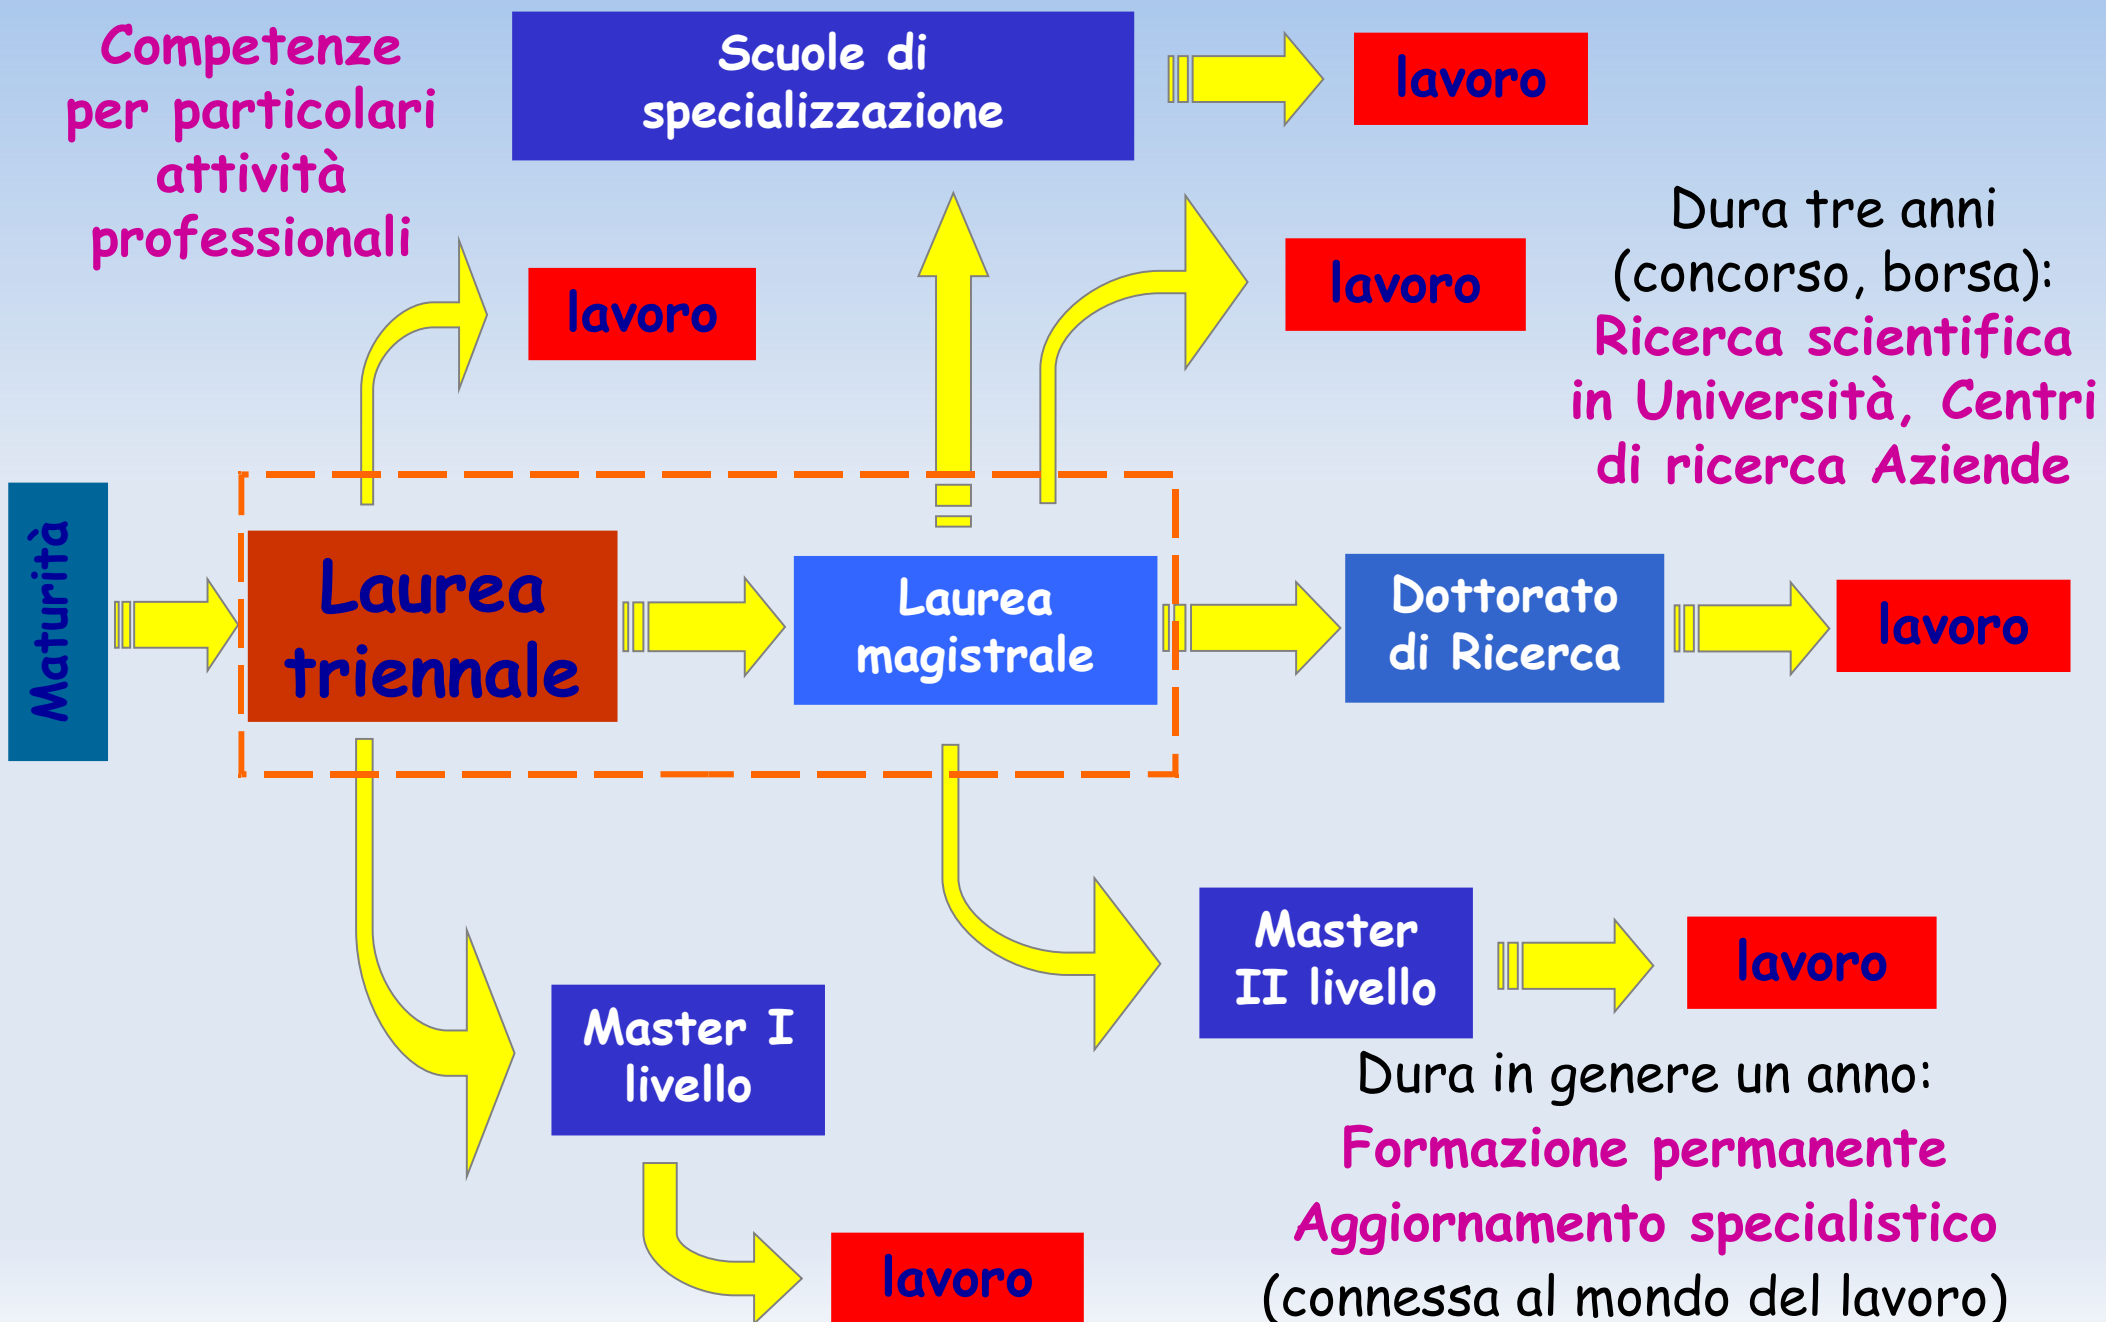 Competenze
per particolari
attività
professionali
Scuole di
specializzazione
lavoro
lavoro
lavoro
Dura tre anni
(concorso, borsa):
Ricerca scientifica
in Università, Centri
di ricerca Aziende
Maturità
Laurea
triennale
Laurea
magistrale
Dottorato
di Ricerca
lavoro
Master I
livello
Master
II livello
lavoro
Dura in genere un anno:
Formazione permanente
Aggiornamento specialistico
(connessa al mondo del lavoro)
lavoro